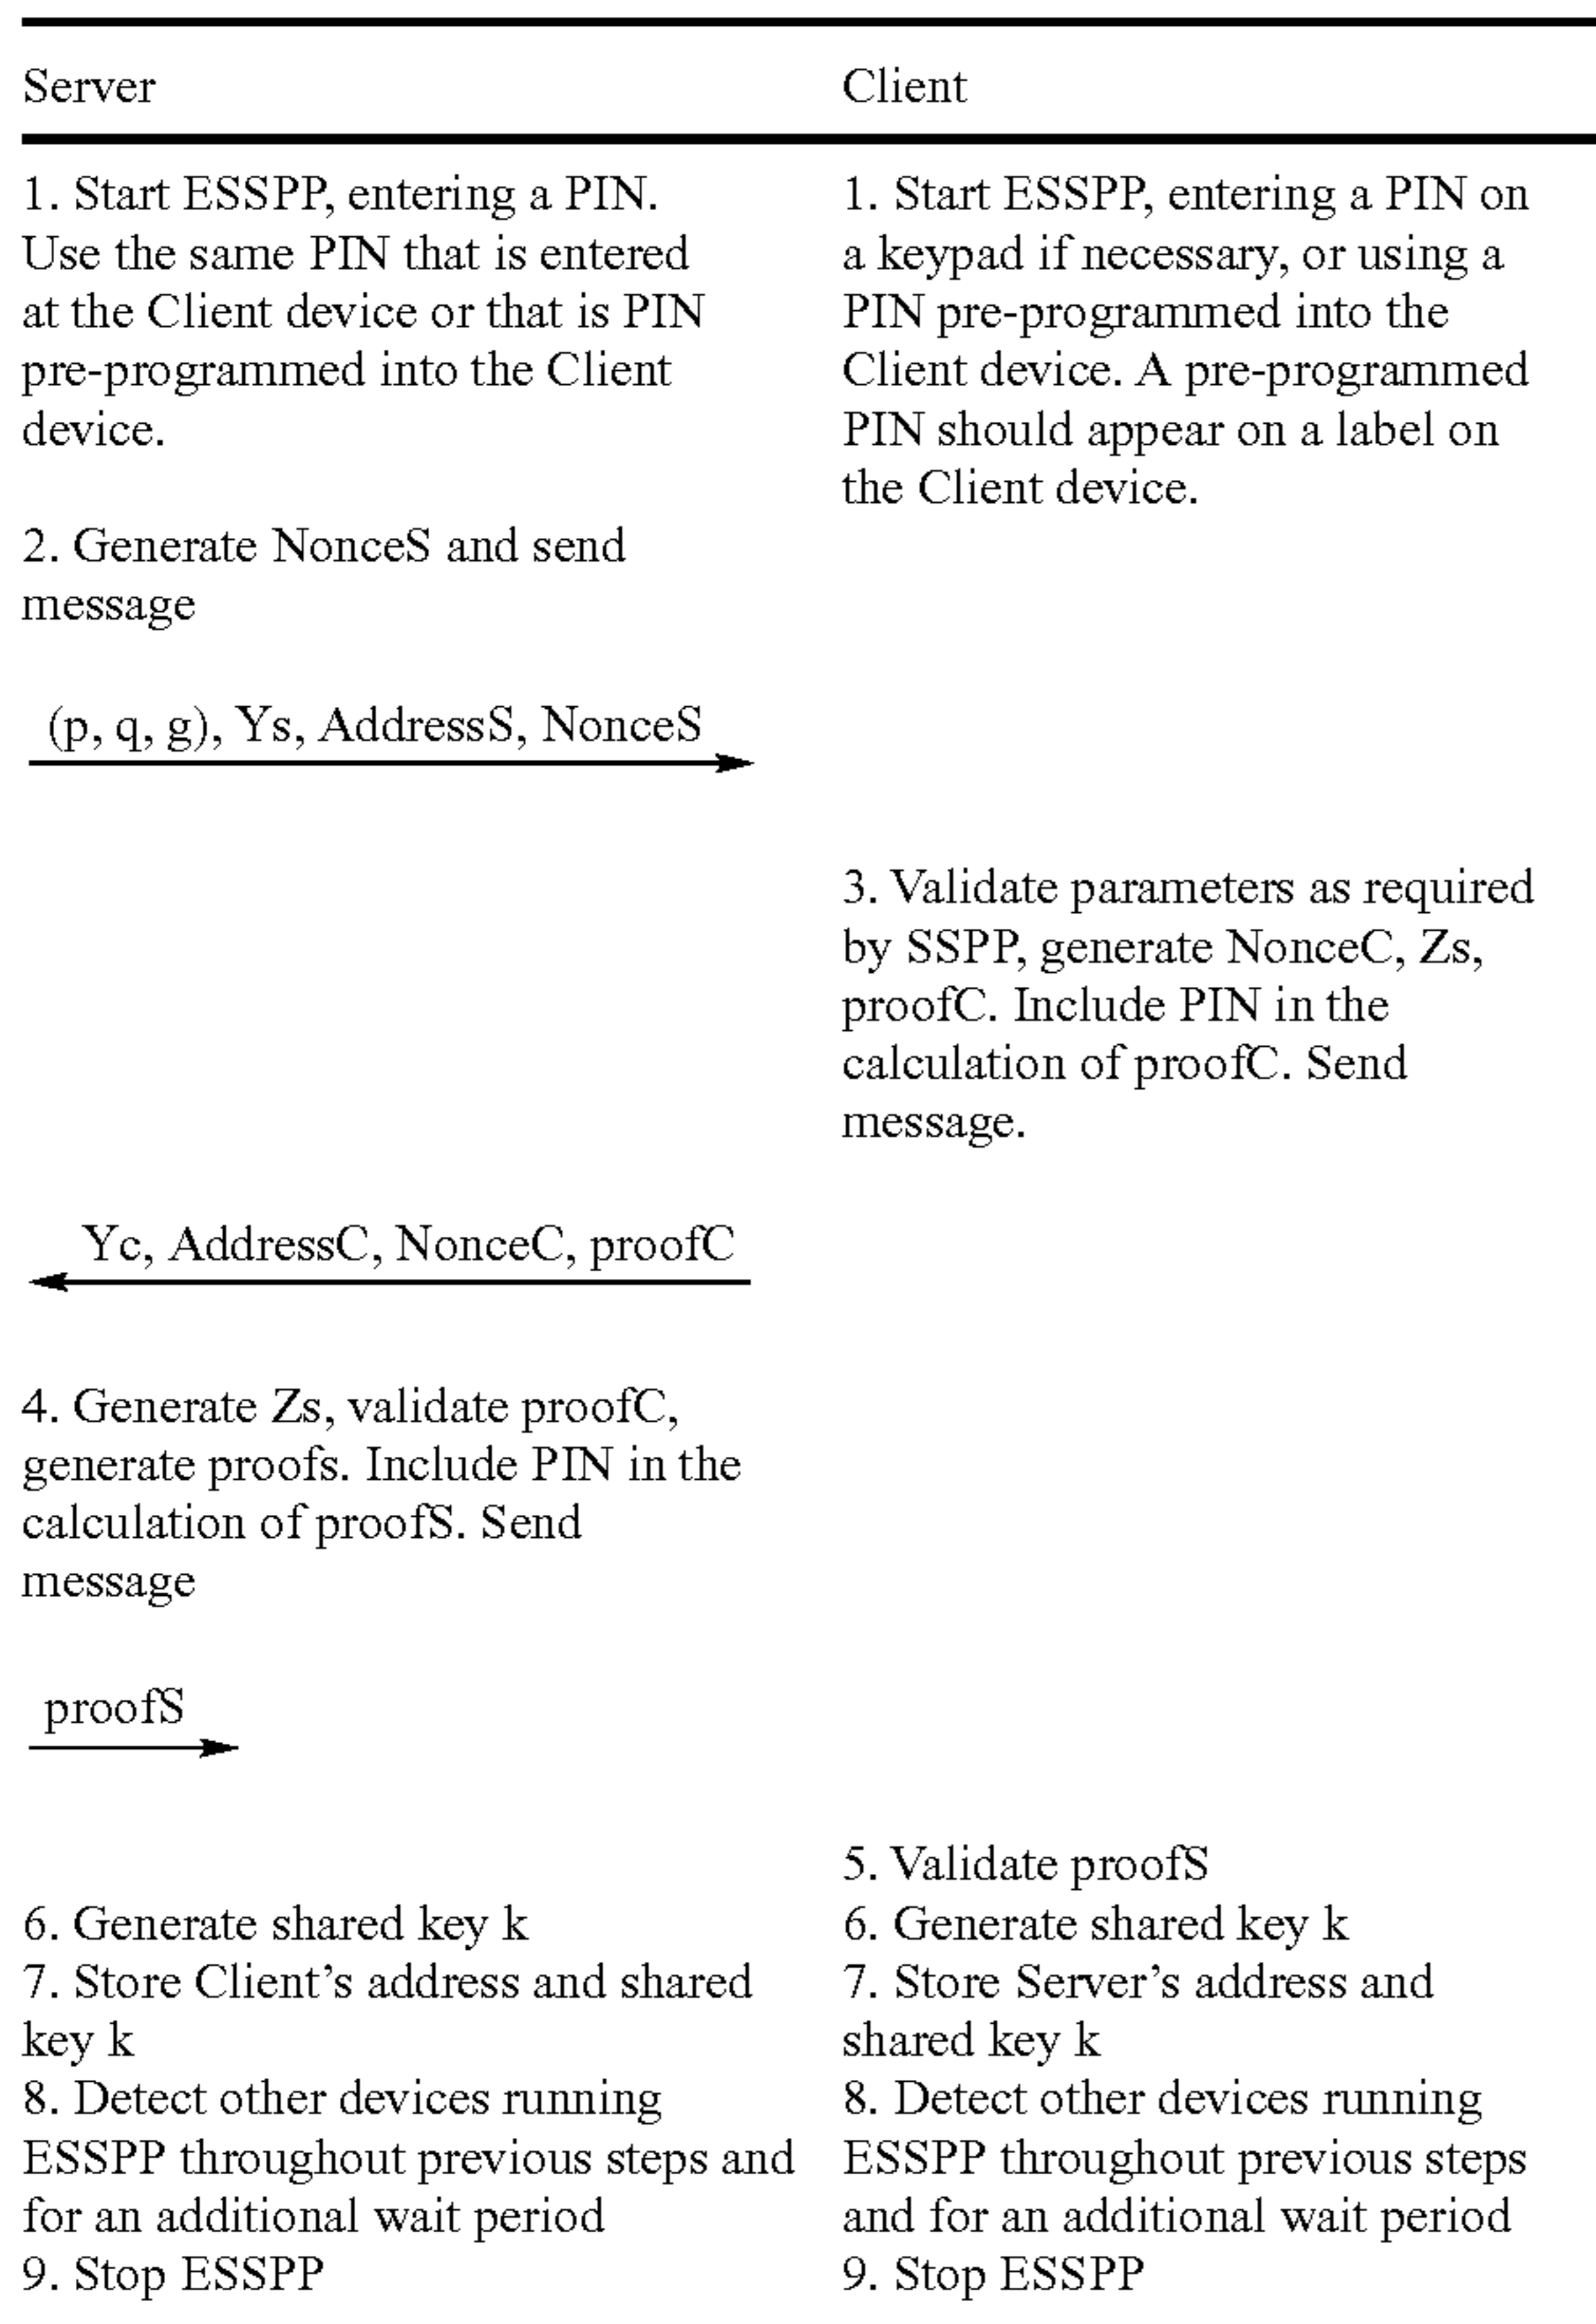 Server
Client
1. Start ESSPP, entering a PIN.
Use the same PIN that is entered
at the Client device or that is PIN
pre-programmed into the Client
device.
1. Start ESSPP, entering a PIN on
a keypad if necessary, or using a
PIN pre-programmed into the
Client device. A pre-programmed
PIN should appear on a label on
the Client device.
2. Generate NonceS and send
message
(p, q, g), Ys, AddressS, NonceS
3. Validate parameters as required
by SSPP, generate NonceC, Zs,
proofC. Include PIN in the
calculation of proofC. Send
message.
Yc, AddressC, NonceC, proofC
4. Generate Zs, validate proofC,
generate proofs. Include PIN in the
calculation of proofS. Send
message
proofS
5. Validate proofS
6. Generate shared key k
7. Store Client’s address and shared
key k
8. Detect other devices running
ESSPP throughout previous steps and
for an additional wait period
9. Stop ESSPP
6. Generate shared key k
7. Store Server’s address and
shared key k
8. Detect other devices running
ESSPP throughout previous steps
and for an additional wait period
9. Stop ESSPP